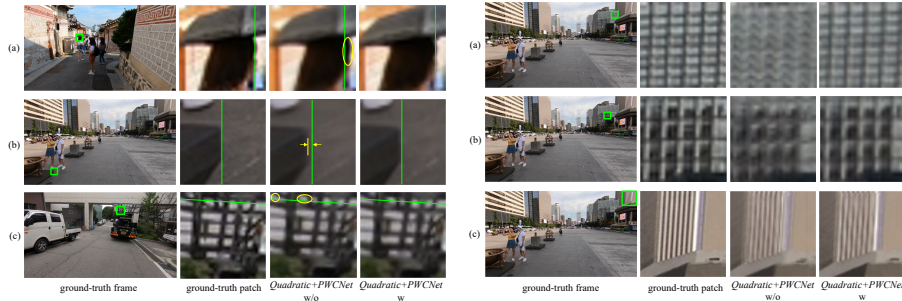 (a)
(b)
(c)
ground-truth frame
ground-truth patch
Quadratic+PWCNet
w/o
Quadratic+PWCNet
w
(a)
(b)
(c)
ground-truth frame
ground-truth patch
Quadratic+PWCNet
w/o
Quadratic+PWCNet
w